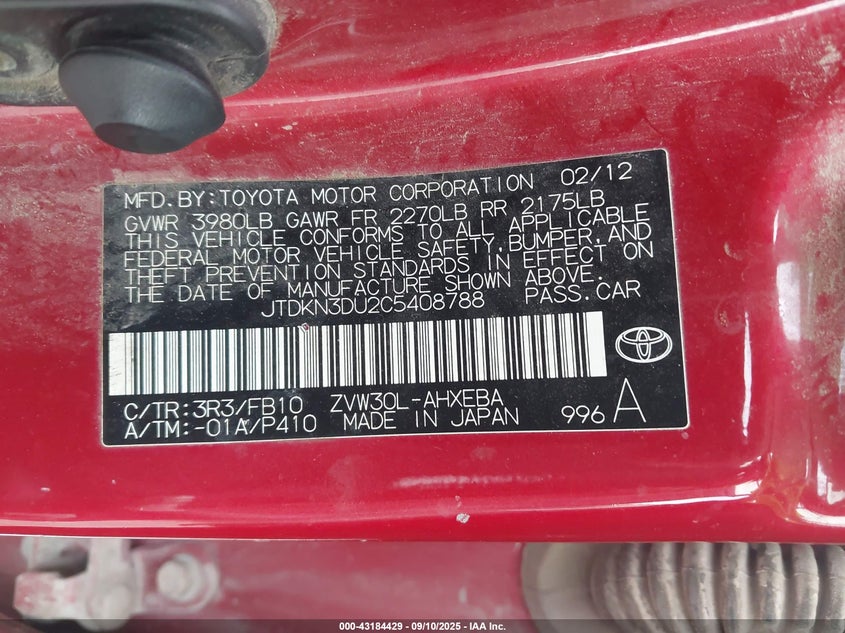 MFD.BY:TOYOTA MOTOR CORPORATION 02/12
GVWR 3980LB GAWR FR 2270LB RR 2175LB
THIS VEHICLE CONFORMS TO ALL APPLICABLE
FEDERAL MOTOR VEHICLE SAFETY, BUMPER, AND
THEFT PREVENTION STANDARDS IN EFFECT ON
THE DATE OF MANUFACTURE SHOWN ABOVE.
JTDKN3DU2C5408788 PASS.CAR
C/TR:3R3/FB10 ZVW30L-AHXEBA
A/TM:-01A/P410 MADE IN JAPAN 996 A
000-43184429 - 09/10/2025 - IAA Inc.